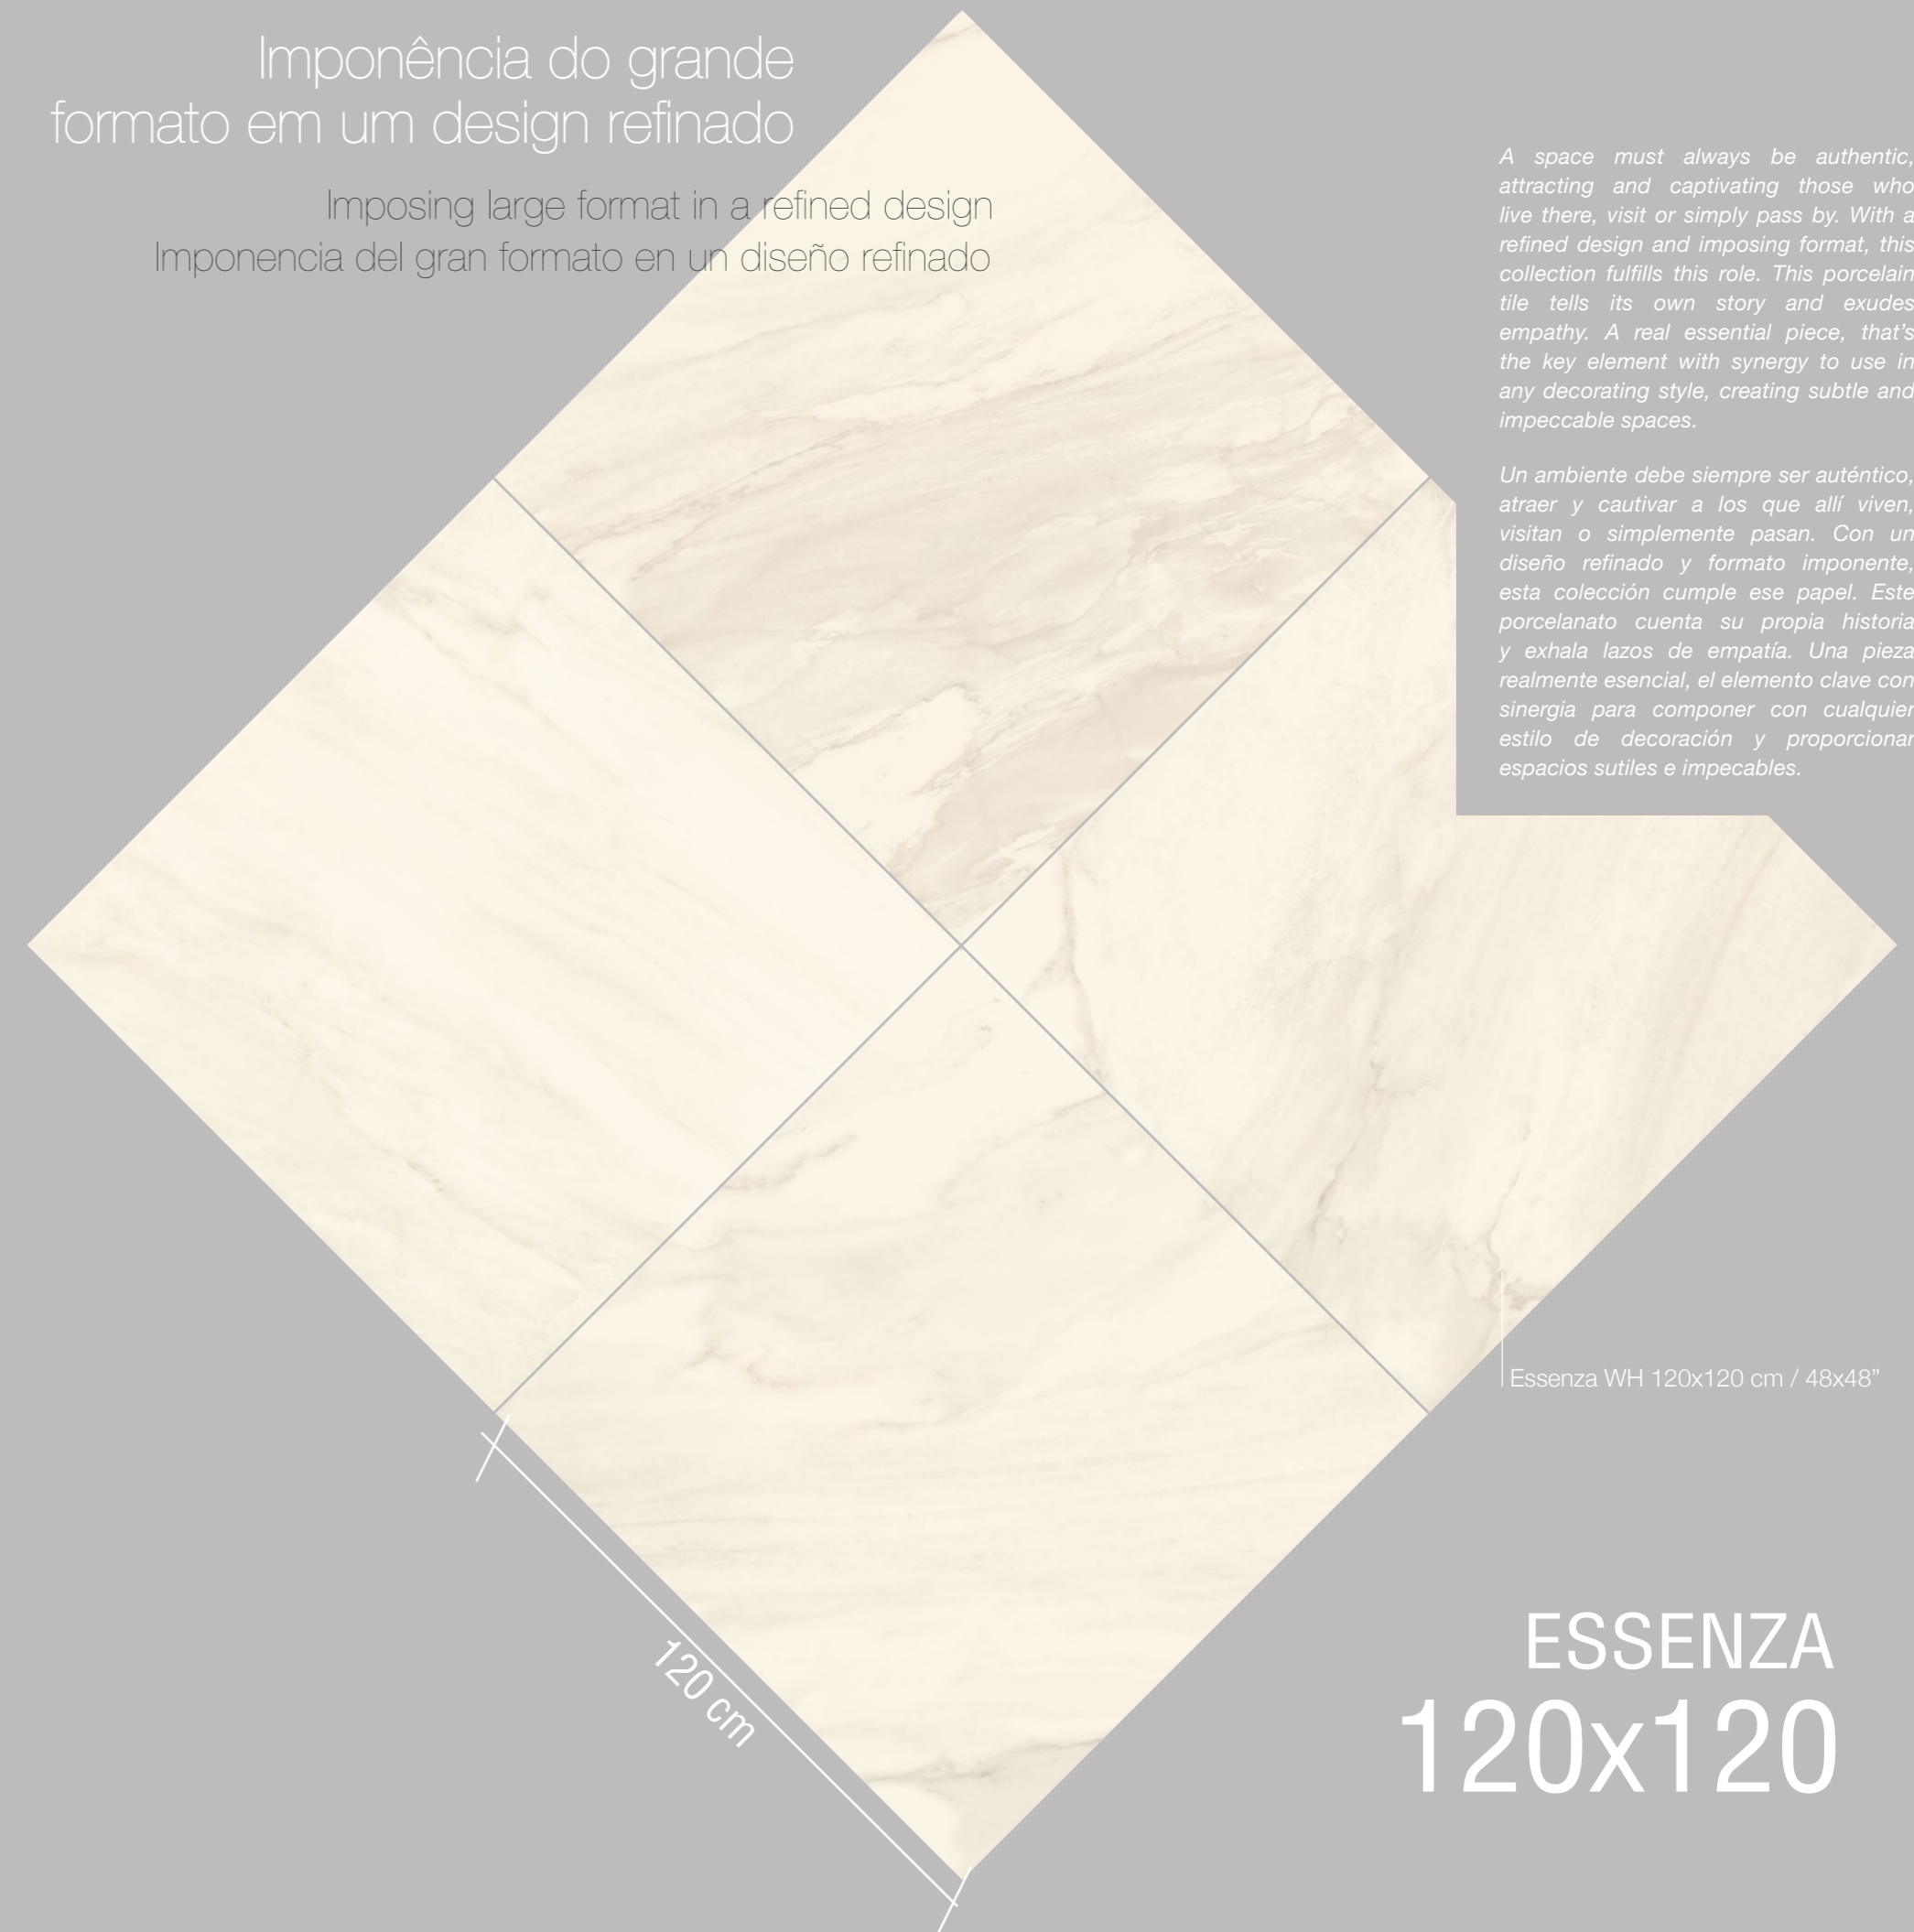 Imponência do grande
formato em um design refinado
Imposing large format in a refined design
Imponencia del gran formato en un diseño refinado
A space must always be authentic,
attracting and captivating those who
live there, visit or simply pass by. With a
refined design and imposing format, this
collection fulfills this role. This porcelain
tile tells its own story and exudes
empathy. A real essential piece, that’s
the key element with synergy to use in
any decorating style, creating subtle and
impeccable spaces.
Un ambiente debe siempre ser auténtico,
atraer y cautivar a los que allí viven,
visitan o simplemente pasan. Con un
diseño refinado y formato imponente,
esta colección cumple ese papel. Este
porcelanato cuenta su propia historia
y exhala lazos de empatía. Una pieza
realmente esencial, el elemento clave con
sinergia para componer con cualquier
estilo de decoración y proporcionar
espacios sutiles e impecables.
Essenza WH 120x120 cm / 48x48”
120 cm
ESSENZA
120x120